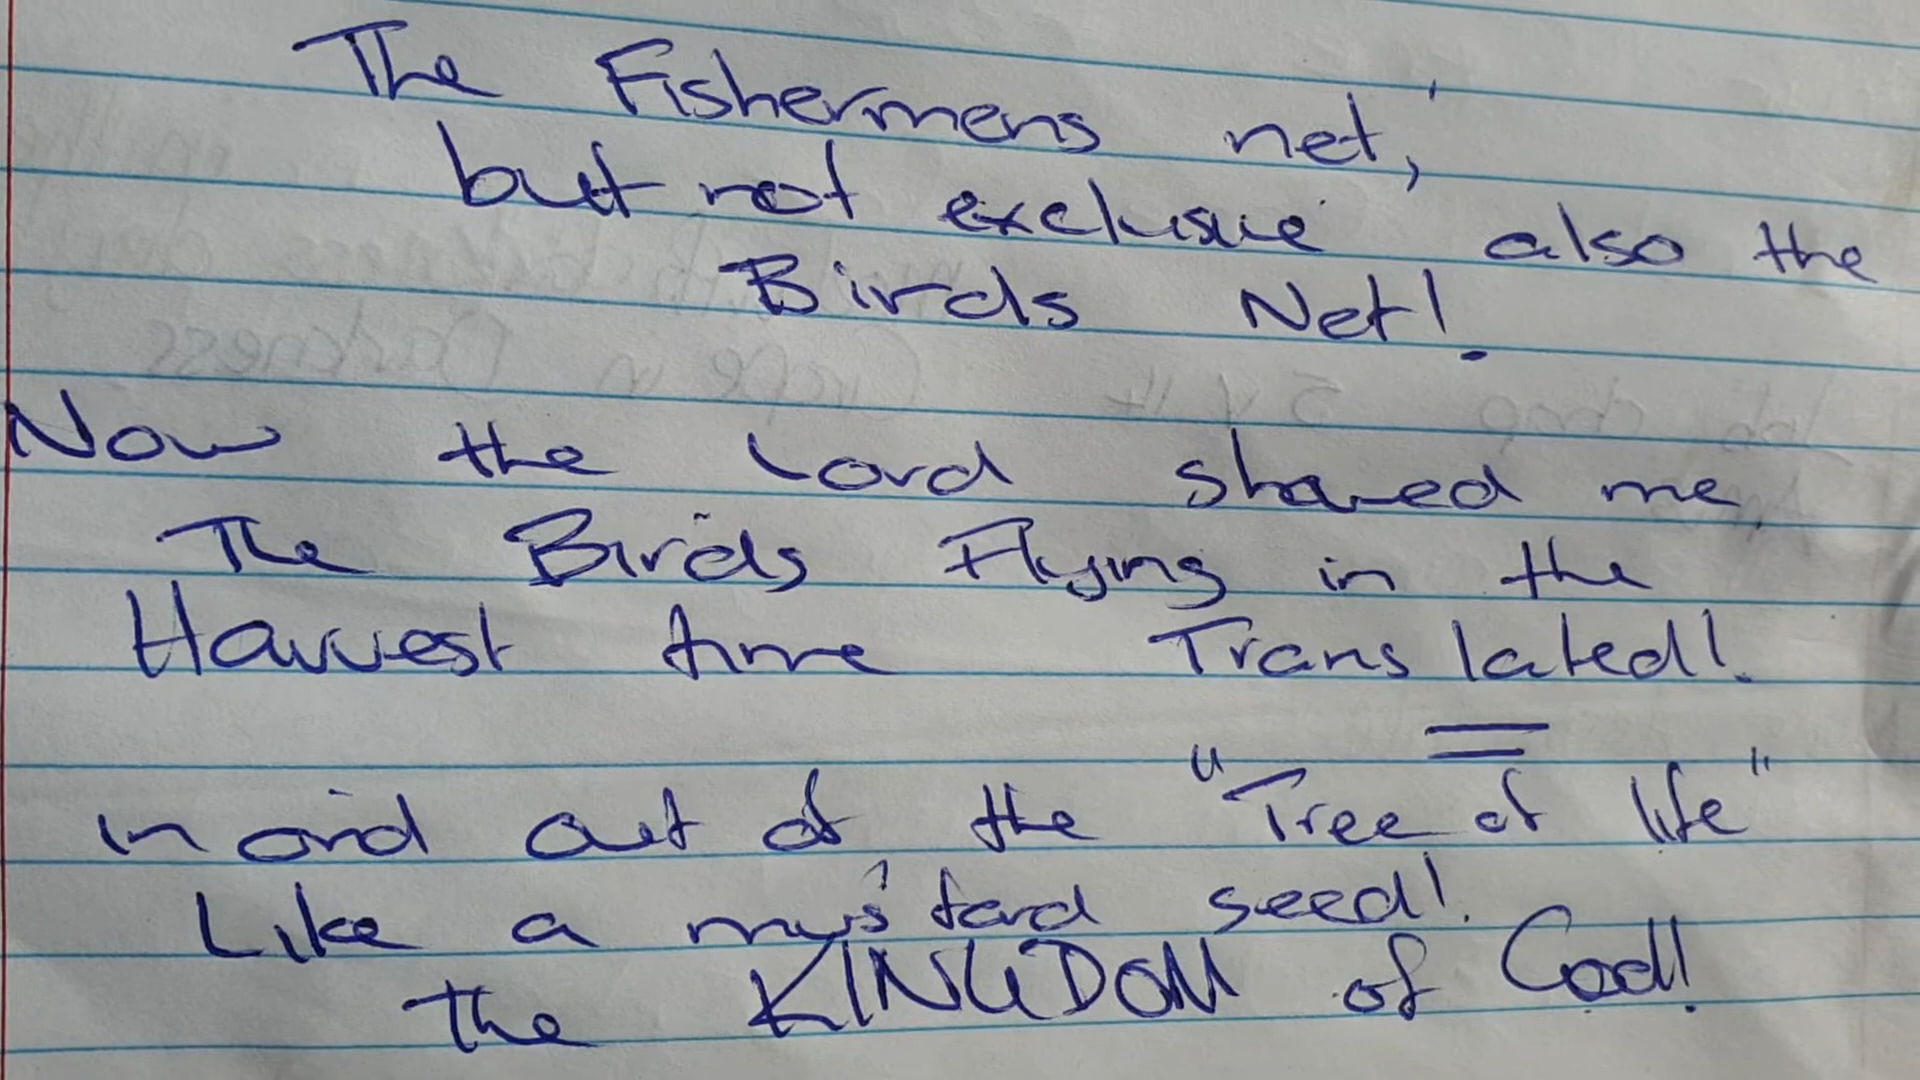 The Fishermens net,
but not exclusive also the
Birds Net!
Now the Lord shared me,
The Birds Flying in the
Harvest time Translated!
in and out of the "Tree of life"
Like a mustard seed!
the KINGDOM of God!